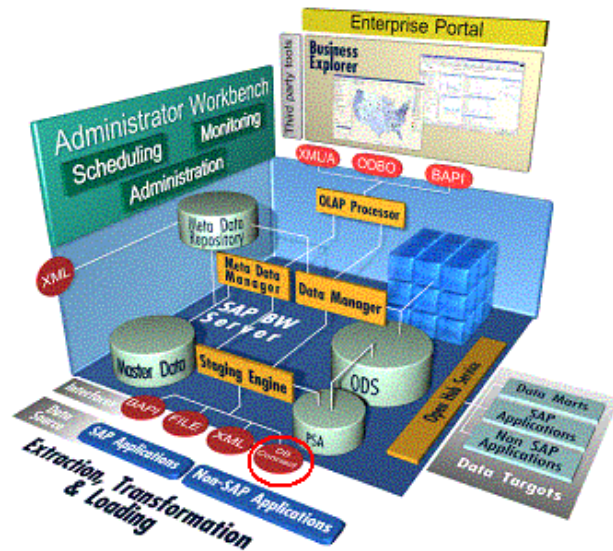 Enterprise Portal
Third party tools
Business
Explorer
Administrator Workbench
Scheduling
Monitoring
Administration
XML/A
ODBO
BAPI
OLAP Processor
Meta Data
Repository
XML
Meta Data
Manager
Data Manager
SAP BW
Server
Master Data
Staging Engine
ODS
PSA
Open Hub Service
Interfaces
BAPI
FILE
XML
DB
Connect
Data
Source
SAP Applications
Non-SAP Applications
Extraction, Transformation
& Loading
Data Marts
SAP
Applications
Non SAP
Applications
Data Targets